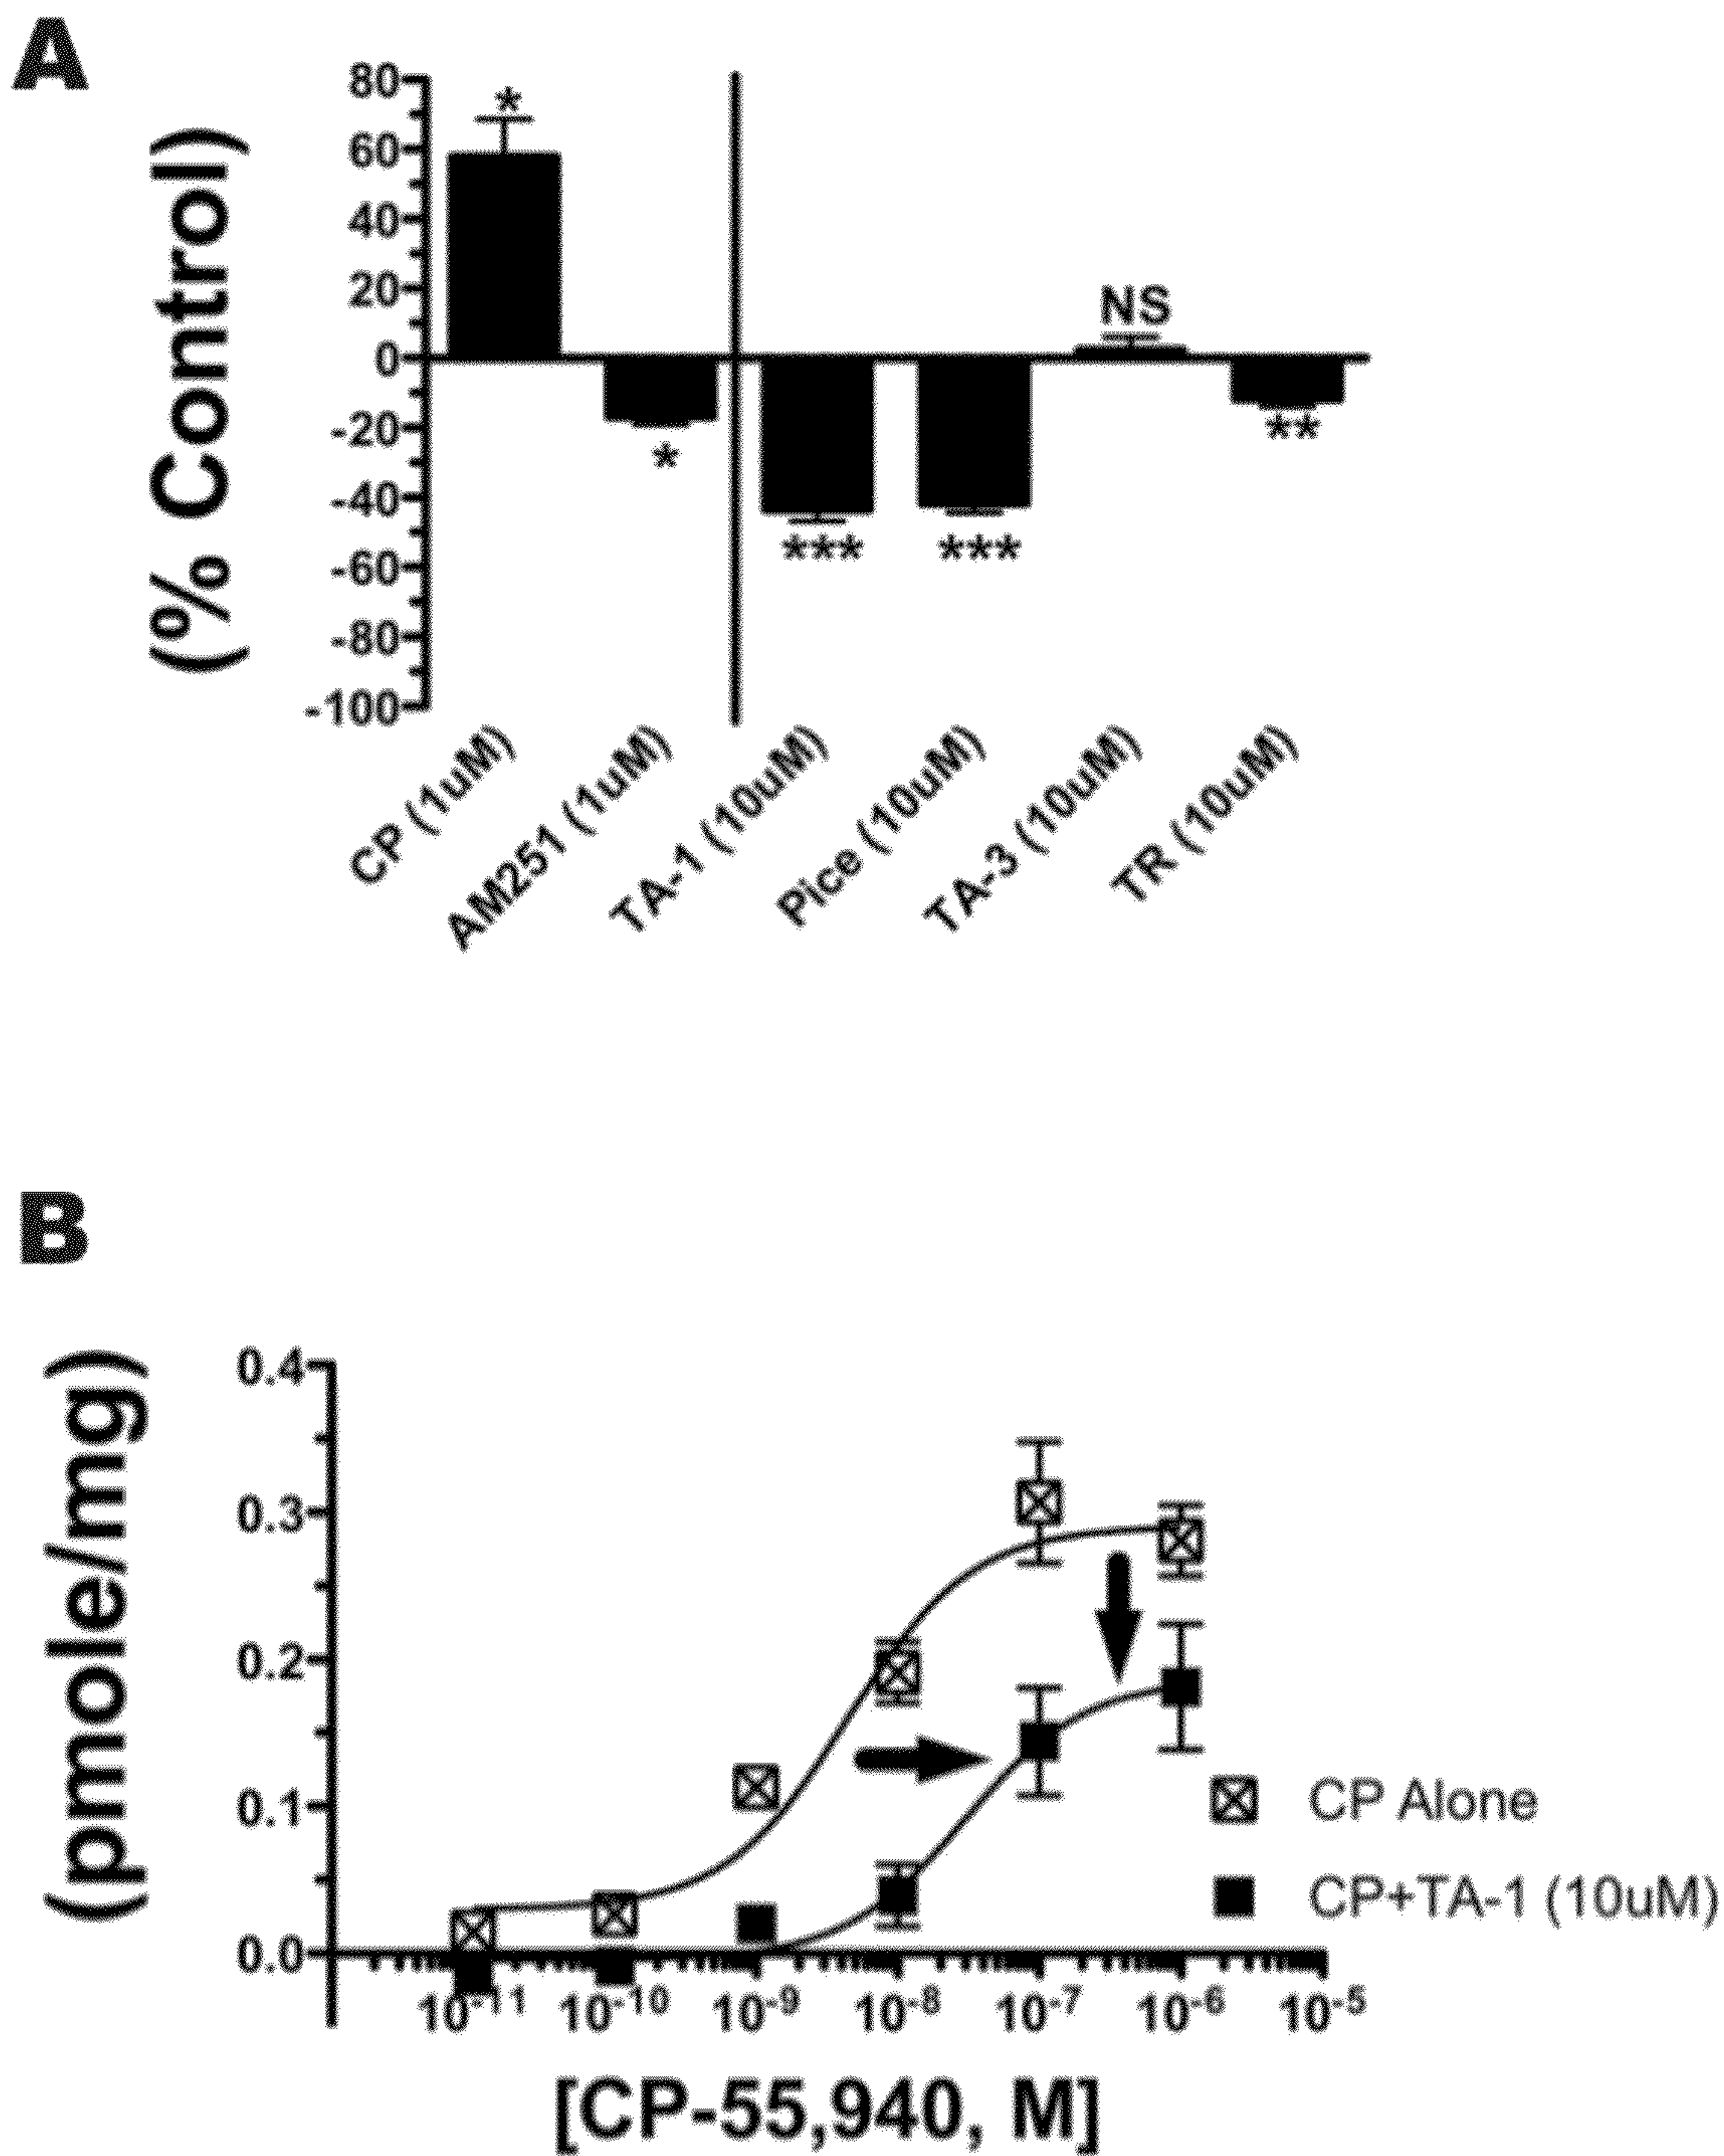 A
(% Control)
80
60
40
20
0
-20
-40
-60
-80
-100
*
*
***
***
NS
**
CP (1uM)
AM251 (1uM)
TA-1 (10uM)
Pice (10uM)
TA-3 (10uM)
TR (10uM)
B
(pmole/mg)
0.4
0.3
0.2
0.1
0.0
CP Alone
CP+TA-1 (10uM)
10-11 10-10 10-9 10-8 10-7 10-6 10-5
[CP-55,940, M]